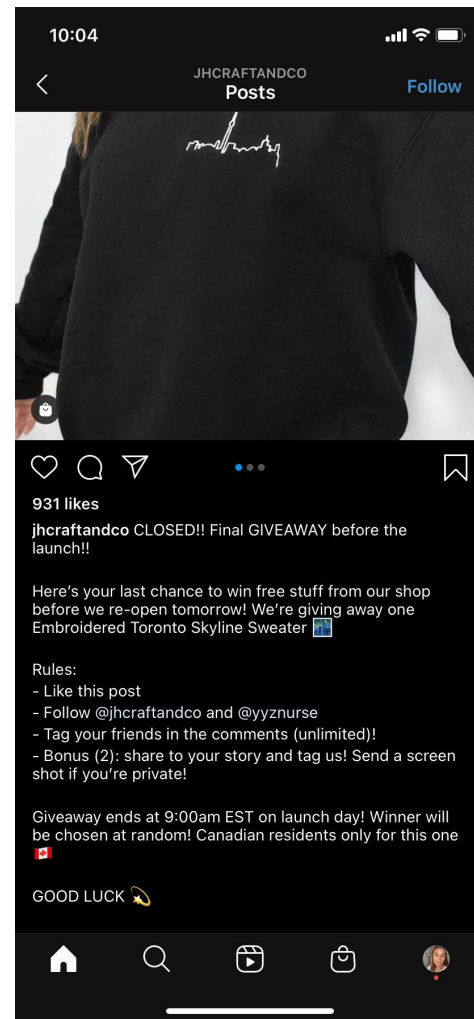 10:04
JHCRAFTANDCO
Posts
Follow
931 likes
jhcraftandco CLOSED!! Final GIVEAWAY before the
launch!!
Here's your last chance to win free stuff from our shop
before we re-open tomorrow! We're giving away one
Embroidered Toronto Skyline Sweater 🌃
Rules:
- Like this post
- Follow @jhcraftandco and @yyznurse
- Tag your friends in the comments (unlimited)!
- Bonus (2): share to your story and tag us! Send a screen
shot if you're private!
Giveaway ends at 9:00am EST on launch day! Winner will
be chosen at random! Canadian residents only for this one
🇨🇦
GOOD LUCK 💫